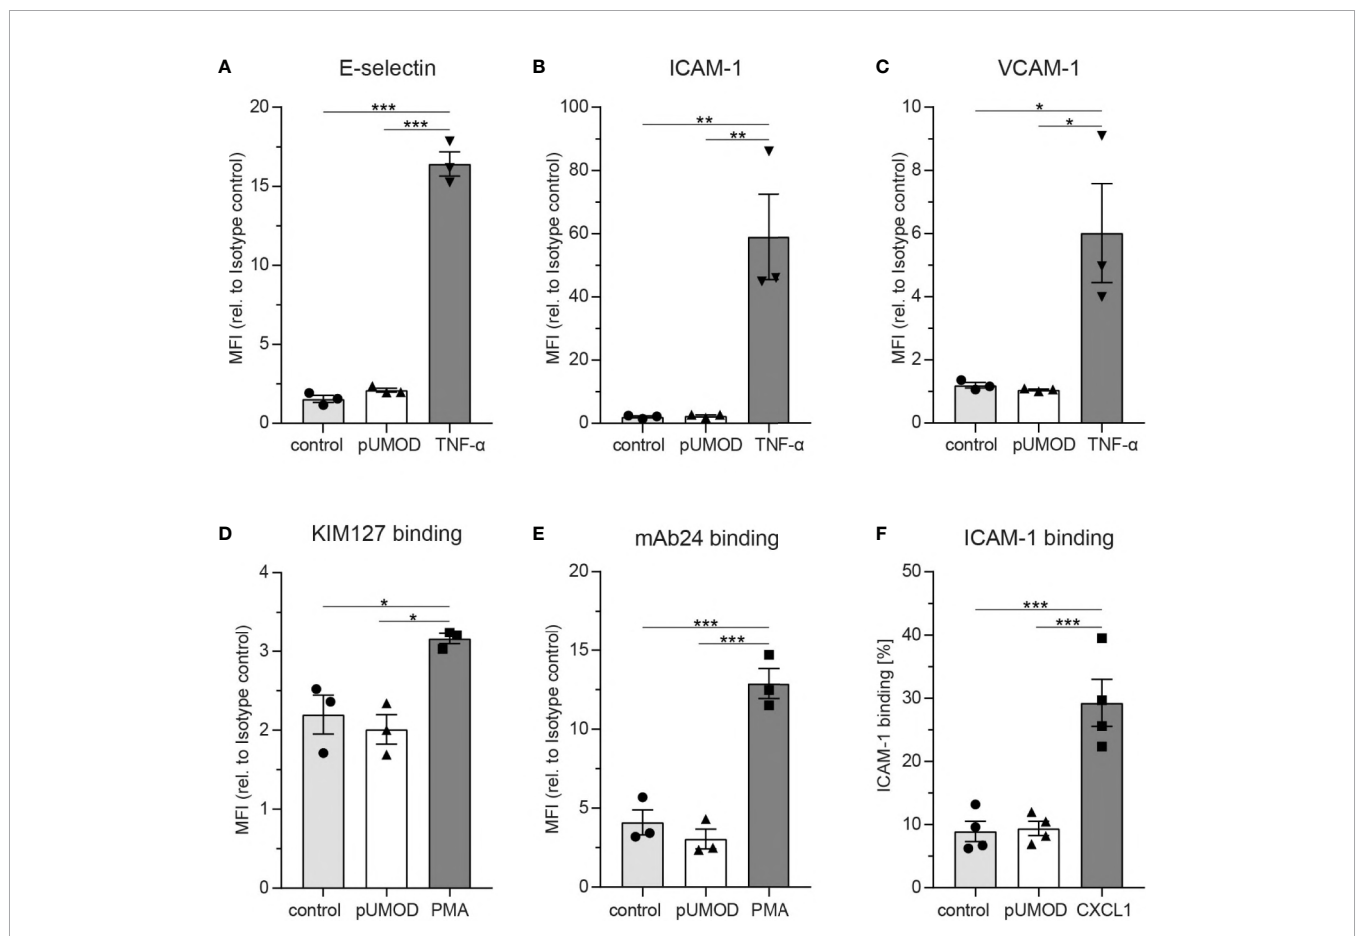 A E-selectin
MFI (rel. to Isotype control)
20
15
10
5
0
***
***
control pUMOD TNF-α
B ICAM-1
MFI (rel. to Isotype control)
100
80
60
40
20
0
**
**
control pUMOD TNF-α
C VCAM-1
MFI (rel. to Isotype control)
10
8
6
4
2
0
*
*
control pUMOD TNF-α
D KIM127 binding
MFI (rel. to Isotype control)
4
3
2
1
0
*
*
control pUMOD PMA
E mAb24 binding
MFI (rel. to Isotype control)
20
15
10
5
0
***
***
control pUMOD PMA
F ICAM-1 binding
ICAM-1 binding [%]
50
40
30
20
10
0
***
***
control pUMOD CXCL1